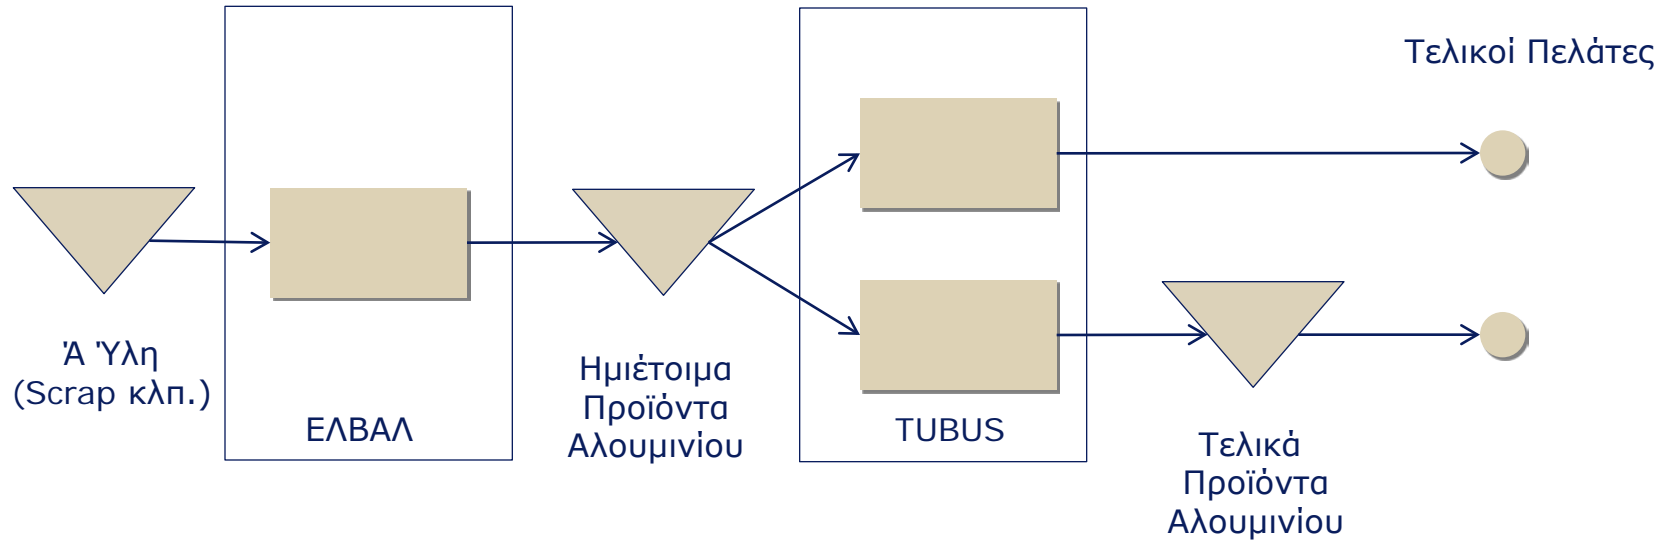 Τελικοί Πελάτες
Ά Ύλη
(Scrap κλπ.)
ΕΛΒΑΛ
Ημιέτοιμα
Προϊόντα
Αλουμινίου
TUBUS
Τελικά
Προϊόντα
Αλουμινίου